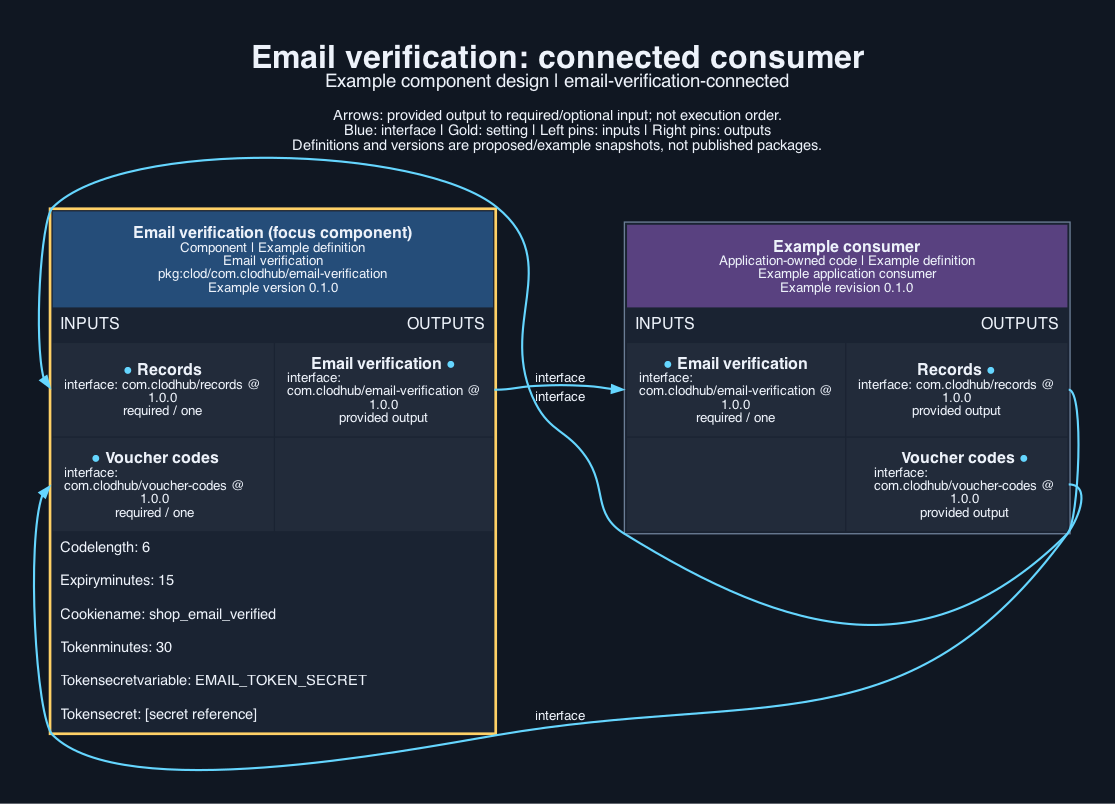 Email verification: connected consumer
Example component design | email-verification-connected
Arrows: provided output to required/optional input; not execution order.
Blue: interface | Gold: setting | Left pins: inputs | Right pins: outputs
Definitions and versions are proposed/example snapshots, not published packages.
Email verification (focus component)
Component | Example definition
Email verification
pkg:clod/com.clodhub/email-verification
Example version 0.1.0
INPUTS
OUTPUTS
Records
interface: com.clodhub/records @
1.0.0
required / one
Email verification
interface:
com.clodhub/email-verification @
1.0.0
provided output
Voucher codes
interface:
com.clodhub/voucher-codes @
1.0.0
required / one
Codelength: 6
Expiryminutes: 15
Cookiename: shop_email_verified
Tokenminutes: 30
Tokensecretvariable: EMAIL_TOKEN_SECRET
Tokensecret: [secret reference]
interface
interface
interface
Example consumer
Application-owned code | Example definition
Example application consumer
Example revision 0.1.0
INPUTS
OUTPUTS
Email verification
interface:
com.clodhub/email-verification @
1.0.0
required / one
Records
interface: com.clodhub/records @
1.0.0
provided output
Voucher codes
interface:
com.clodhub/voucher-codes @
1.0.0
provided output